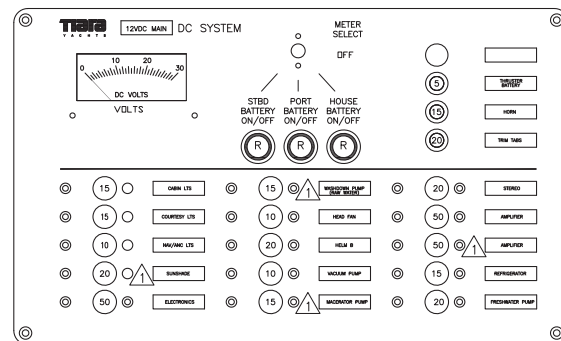 TIARA
YACHTS
12VDC MAIN DC SYSTEM
METER
SELECT
OFF
0 10 20 30
DC VOLTS
VOLTS
STBD
BATTERY
ON/OFF
PORT
BATTERY
ON/OFF
HOUSE
BATTERY
ON/OFF
R R R
5 THRUSTER
BATTERY
15 HORN
20 TRIM TABS
15 CABIN LTS
15 COURTESY LTS
10 NAV/ANC LTS
20 1 SUNSHADE
50 ELECTRONICS
15 1 WASHDOWN PUMP
(RAW WATER)
10 HEAD FAN
20 HELM B
10 VACUUM PUMP
15 1 MACERATOR PUMP
20 STEREO
50 AMPLIFIER
50 1 AMPLIFIER
15 REFRIGERATOR
20 FRESHWATER PUMP